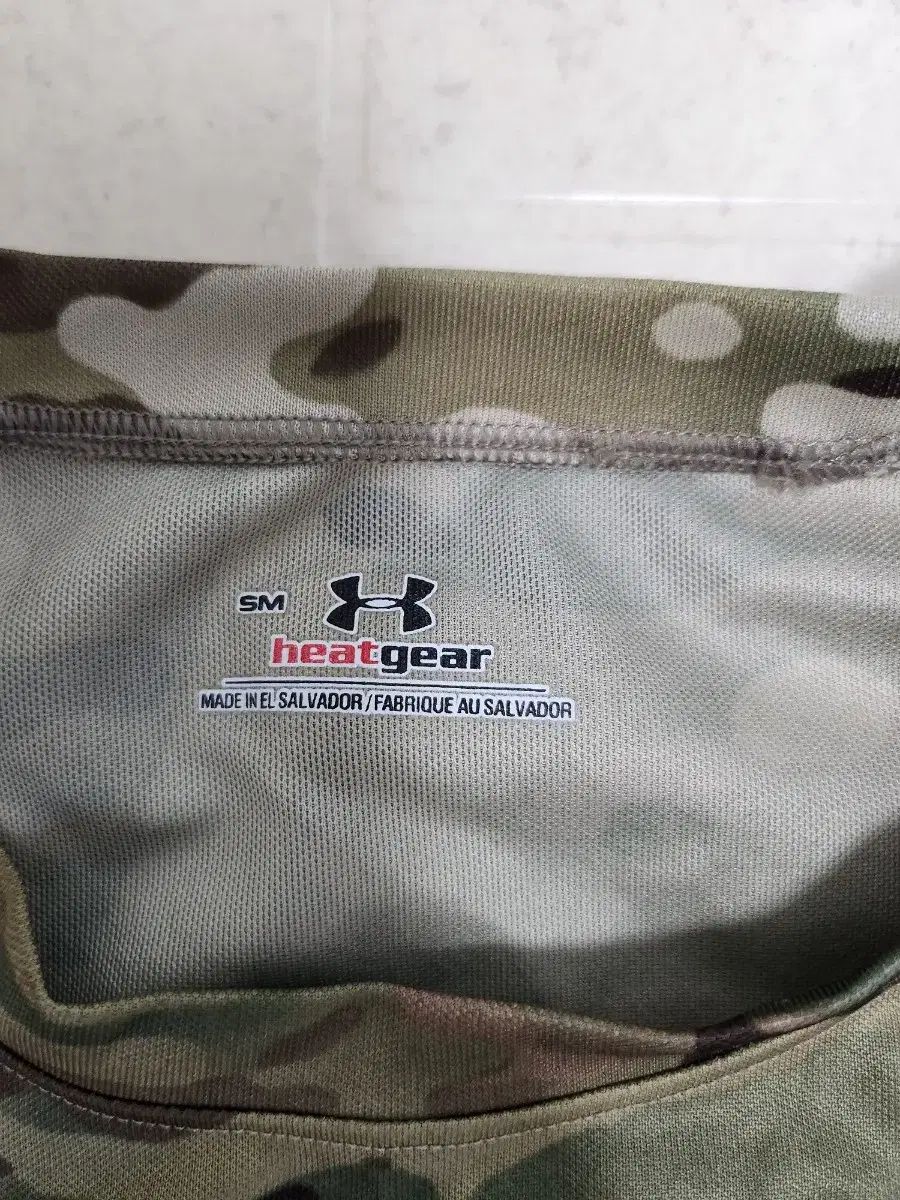 SM
heatgear
MADE IN EL SALVADOR / FABRIQUE AU SALVADOR